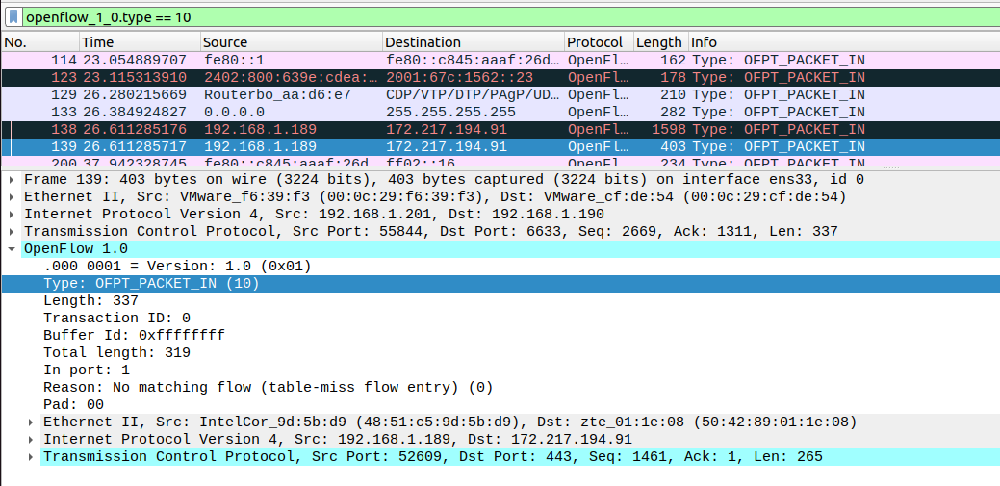 openflow_1_0.type == 10
No. Time Source Destination Protocol Length Info
114 23.054889707 fe80::1 fe80::c845:aaaf:26d… OpenFl… 162 Type: OFPT_PACKET_IN
123 23.115313910 2402:800:639e:cdea:… 2001:67c:1562::23 OpenFl… 178 Type: OFPT_PACKET_IN
129 26.280215669 Routerbo_aa:d6:e7 CDP/VTP/DTP/PAgP/UD… OpenFl… 210 Type: OFPT_PACKET_IN
133 26.384924827 0.0.0.0 255.255.255.255 OpenFl… 282 Type: OFPT_PACKET_IN
138 26.611285176 192.168.1.189 172.217.194.91 OpenFl… 1598 Type: OFPT_PACKET_IN
139 26.611285717 192.168.1.189 172.217.194.91 OpenFl… 403 Type: OFPT_PACKET_IN
200 37.942328745 fe80::c845:aaaf:26d… ff02::16 OpenFl… 234 Type: OFPT_PACKET_IN
Frame 139: 403 bytes on wire (3224 bits), 403 bytes captured (3224 bits) on interface ens33, id 0
Ethernet II, Src: VMware_f6:39:f3 (00:0c:29:f6:39:f3), Dst: VMware_cf:de:54 (00:0c:29:cf:de:54)
Internet Protocol Version 4, Src: 192.168.1.201, Dst: 192.168.1.190
Transmission Control Protocol, Src Port: 55844, Dst Port: 6633, Seq: 2669, Ack: 1311, Len: 337
OpenFlow 1.0
.000 0001 = Version: 1.0 (0x01)
Type: OFPT_PACKET_IN (10)
Length: 337
Transaction ID: 0
Buffer Id: 0xffffffff
Total length: 319
In port: 1
Reason: No matching flow (table-miss flow entry) (0)
Pad: 00
Ethernet II, Src: IntelCor_9d:5b:d9 (48:51:c5:9d:5b:d9), Dst: zte_01:1e:08 (50:42:89:01:1e:08)
Internet Protocol Version 4, Src: 192.168.1.189, Dst: 172.217.194.91
Transmission Control Protocol, Src Port: 52609, Dst Port: 443, Seq: 1461, Ack: 1, Len: 265